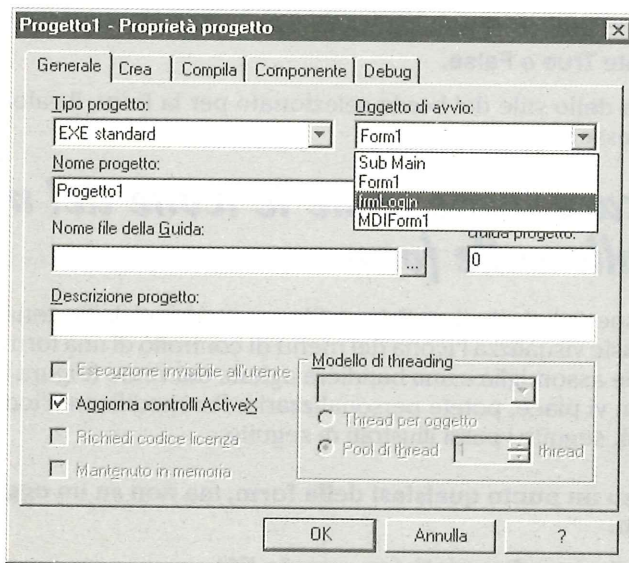 Progetto1 - Proprietà progetto
Generale Crea Compila Componente Debug
Tipo progetto:
EXE standard
Oggetto di avvio:
Form1
Sub Main
Form1
frmLogin
MDIForm1
Nome progetto:
Progetto1
Nome file della Guida:
...
Guida progetto:
0
Descrizione progetto:
Esecuzione invisibile all'utente
Aggiorna controlli ActiveX
Richiedi codice licenza
Mantenuto in memoria
Modello di threading
Thread per oggetto
Pool di thread 1 thread
OK Annulla ?